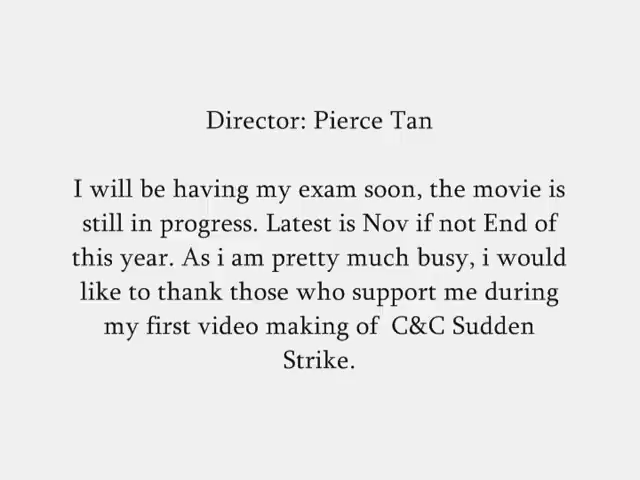 Director: Pierce Tan
I will be having my exam soon, the movie is
still in progress. Latest is Nov if not End of
this year. As i am pretty much busy, i would
like to thank those who support me during
my first video making of  C&C Sudden
Strike.